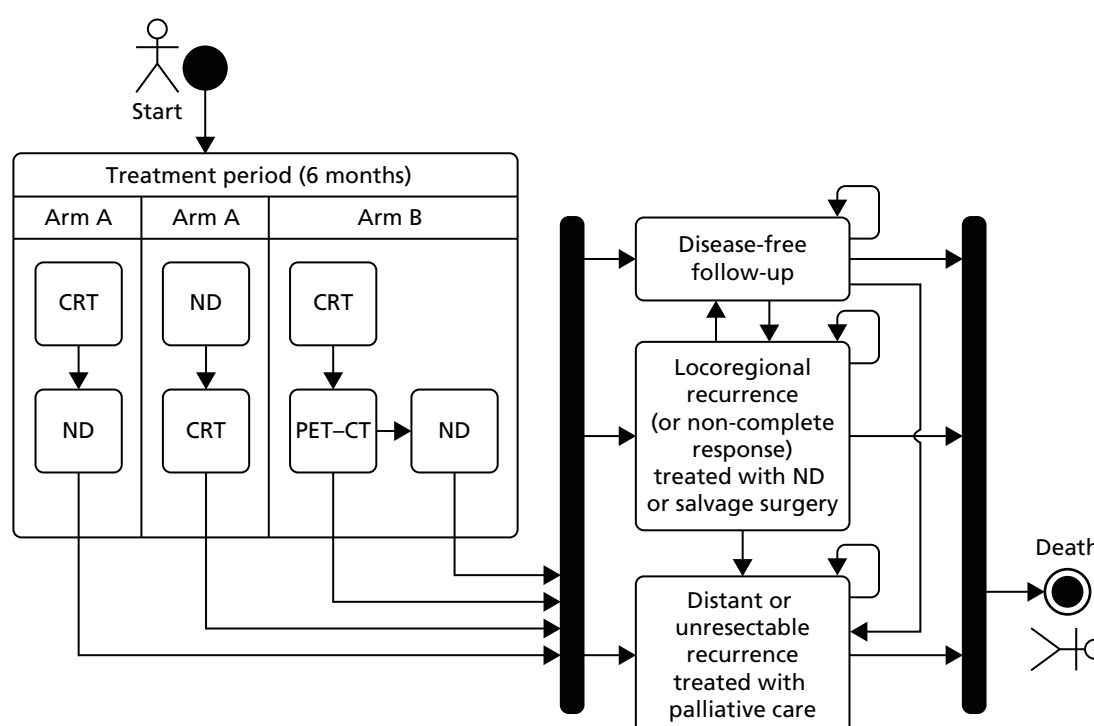 Start
Treatment period (6 months)
Arm A
Arm A
Arm B
CRT
ND
CRT
ND
CRT
PET–CT
ND
Disease-free
follow-up
Locoregional
recurrence
(or non-complete
response)
treated with ND
or salvage surgery
Distant or
unresectable
recurrence
treated with
palliative care
Death